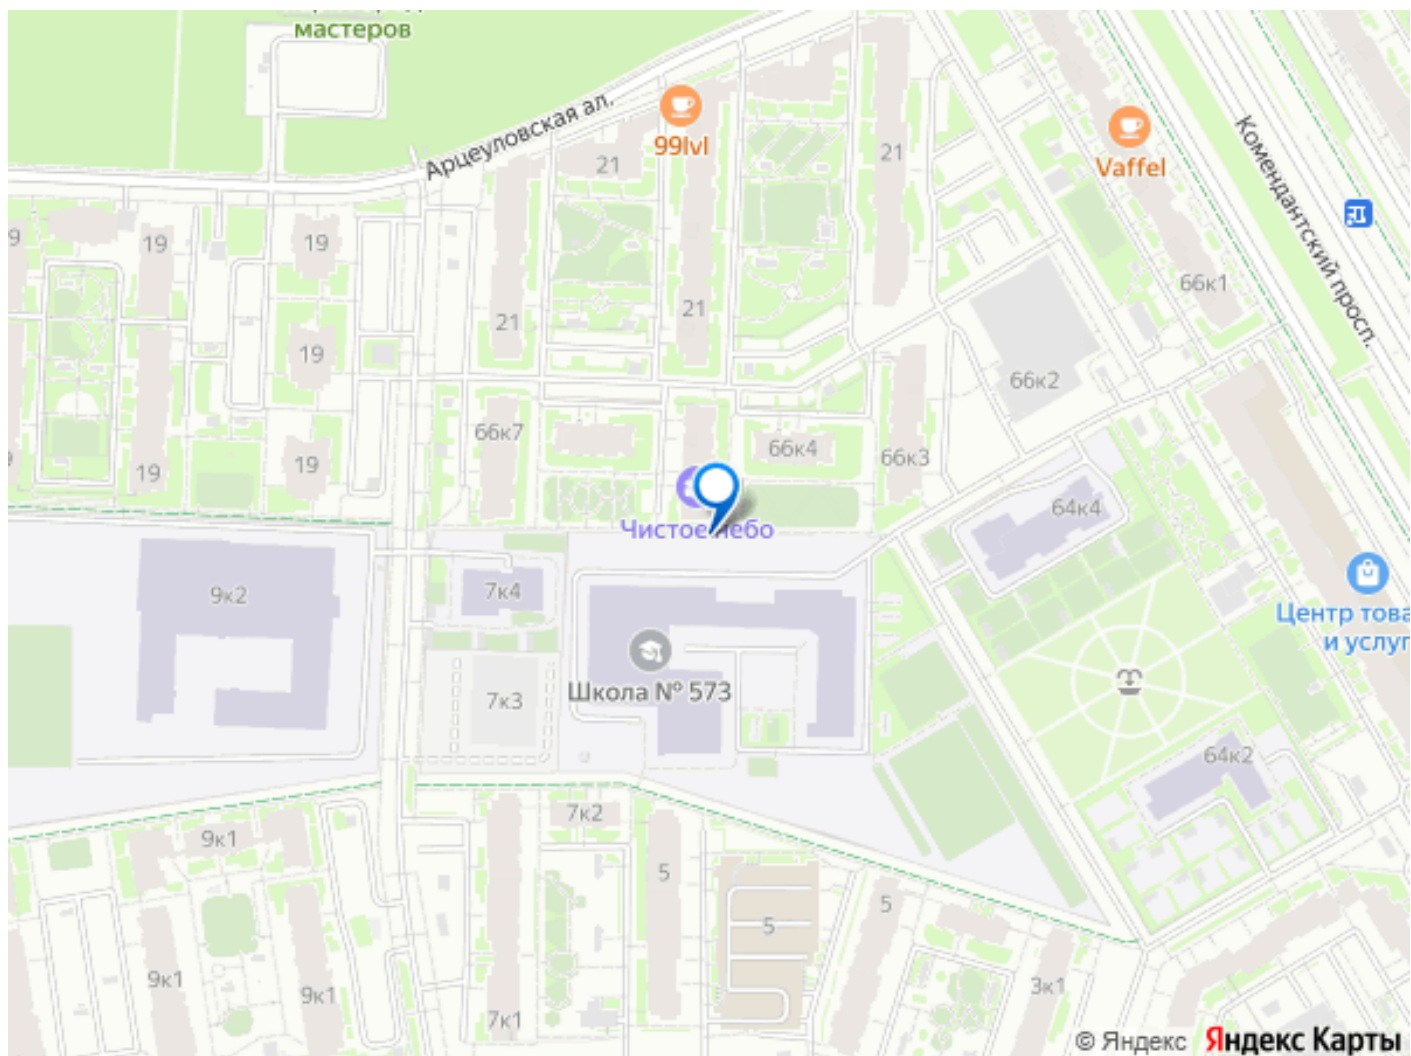 мастеров
Арцеуловская ал.
99lvl
21
21
Vaffel
Комендантский просп.
19
19
19
66к1
21
21
19
66к2
66к7
66к4
66к3
19
19
64к4
Чистое небо
9к2
7к4
Центр това
и услуг
Школа № 573
7к3
64к2
7к2
9к1
5
5
5
9к1
9к1
3к1
7к1
© Яндекс Яндекс Карты